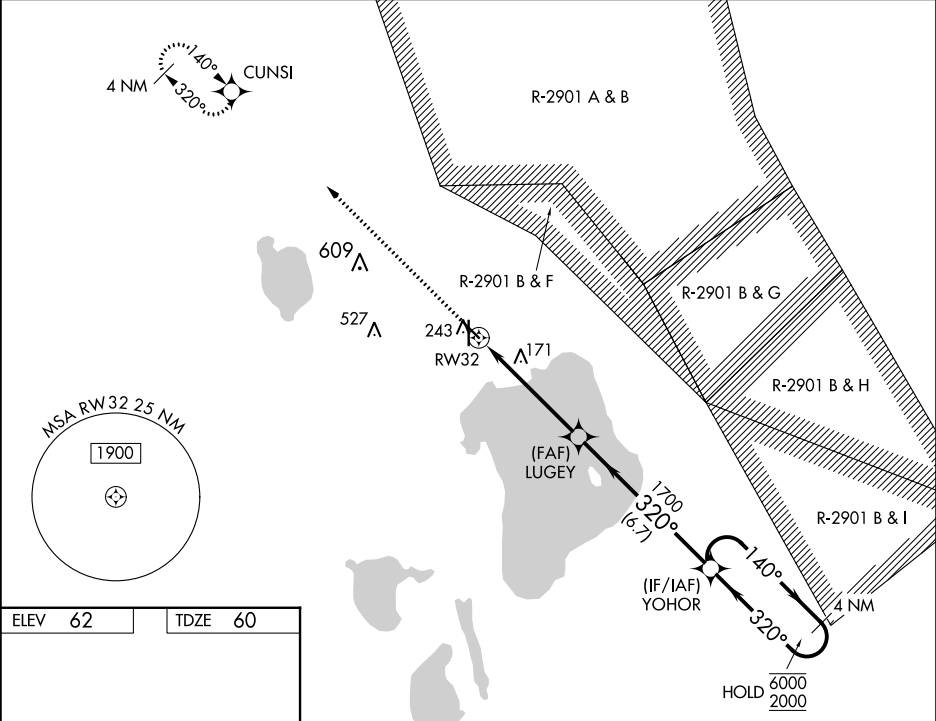 CUNSI
140°
320°
4 NM
R-2901 A & B
R-2901 B & F
R-2901 B & G
R-2901 B & H
R-2901 B & I
609
527
243
171
RW32
MSA RW32 25 NM
1900
(FAF)
LUGEY
1700
320°
(6.7)
(IF/IAF)
YOHOR
140°
320°
4 NM
HOLD 6000
2000
ELEV 62
TDZE 60